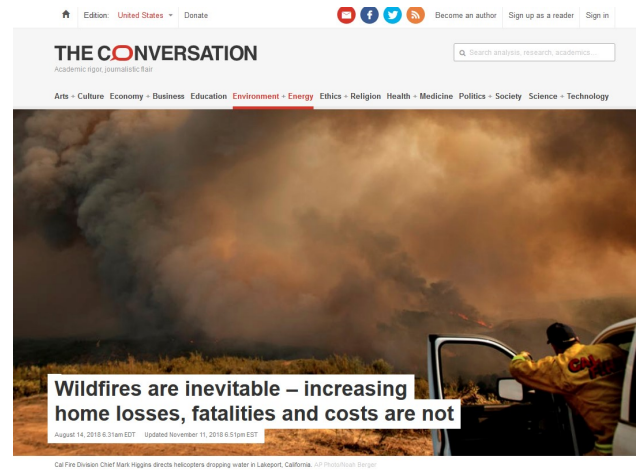 Edition: United States Donate Become an author Sign up as a reader Sign in
THE CONVERSATION
Academic rigor, journalistic flair
Search analysis, research, academics…
Arts + Culture Economy + Business Education Environment + Energy Ethics + Religion Health + Medicine Politics + Society Science + Technology
Wildfires are inevitable – increasing
home losses, fatalities and costs are not
August 14, 2018 6.31am EDT Updated November 11, 2018 6.51pm EST
Cal Fire Division Chief Mark Higgins directs helicopters dropping water in Lakeport, California. AP Photo/Noah Berger